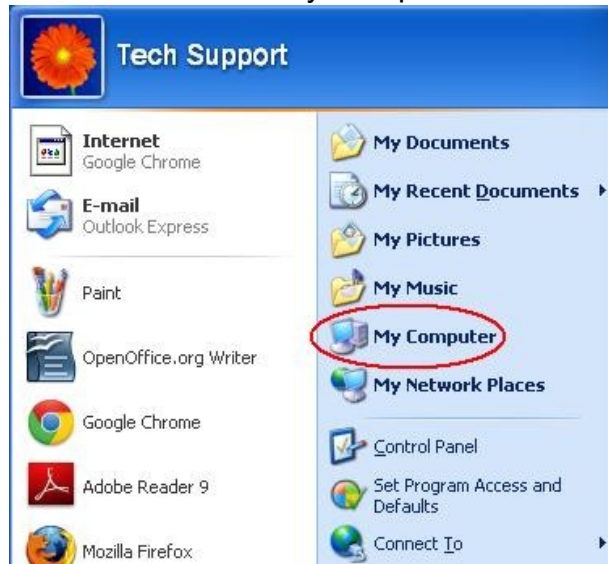 Tech Support
Internet
Google Chrome
E-mail
Outlook Express
Paint
OpenOffice.org Writer
Google Chrome
Adobe Reader 9
Mozilla Firefox
My Documents
My Recent Documents
My Pictures
My Music
My Computer
My Network Places
Control Panel
Set Program Access and
Defaults
Connect To